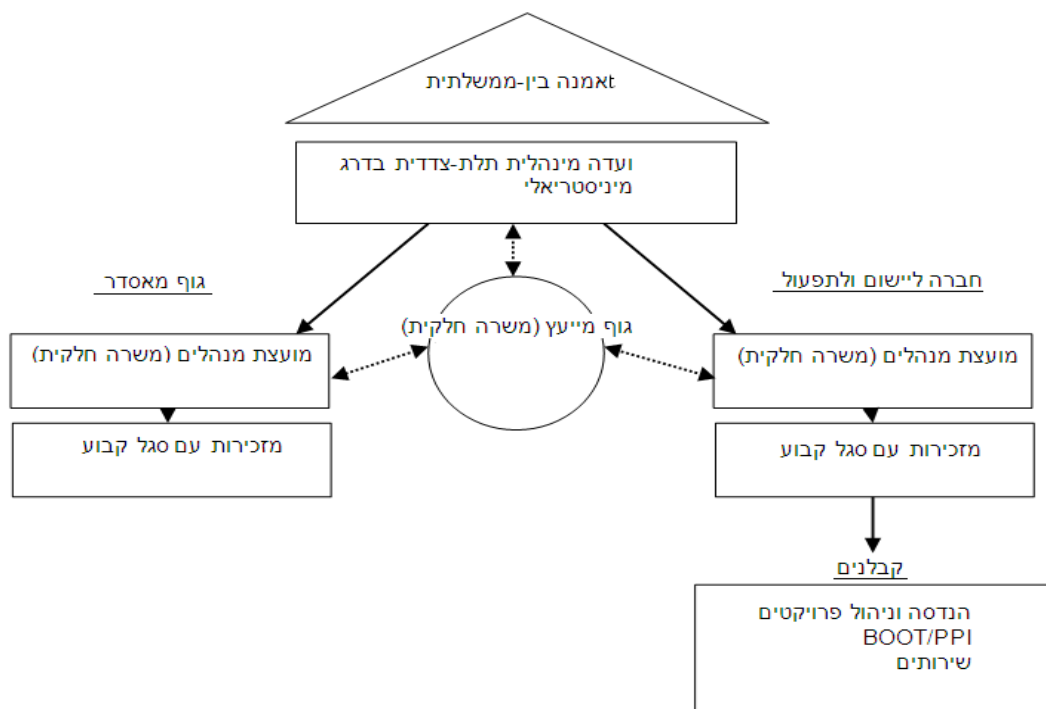 אמנה בין-ממשלתיתt
ועדה מינהלית תלת-צדדית בדרג
מיניסטריאלי
חברה ליישום ולתפעול
גוף מאסדר
גוף מייעץ (משרה חלקית)
מועצת מנהלים (משרה חלקית)
מועצת מנהלים (משרה חלקית)
מזכירות עם סגל קבוע
מזכירות עם סגל קבוע
קבלנים
הנדסה וניהול פרויקטים
BOOT/PPI
שירותים